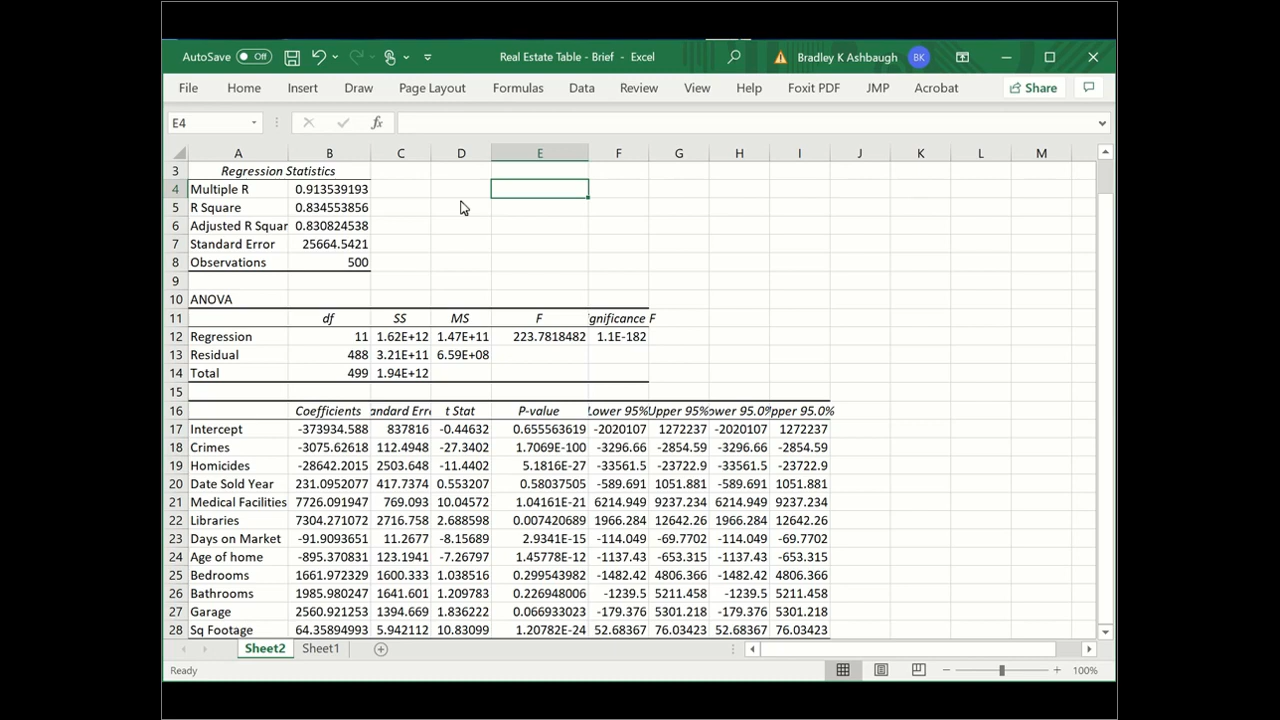 AutoSave Off Real Estate Table - Brief - Excel Bradley K Ashbaugh BK
File Home Insert Draw Page Layout Formulas Data Review View Help Foxit PDF JMP Acrobat Share
E4 fx
A B C D E F G H I J K L M
3 Regression Statistics
4 Multiple R 0.913539193
5 R Square 0.834553856
6 Adjusted R Squar 0.830824538
7 Standard Error 25664.5421
8 Observations 500
9
10 ANOVA
11 df SS MS F gnificance F
12 Regression 11 1.62E+12 1.47E+11 223.7818482 1.1E-182
13 Residual 488 3.21E+11 6.59E+08
14 Total 499 1.94E+12
15
16 Coefficients andard Erro t Stat P-value Lower 95% Upper 95% ower 95.0% pper 95.0%
17 Intercept -373934.588 837816 -0.44632 0.655563619 -2020107 1272237 -2020107 1272237
18 Crimes -3075.62618 112.4948 -27.3402 1.7069E-100 -3296.66 -2854.59 -3296.66 -2854.59
19 Homicides -28642.2015 2503.648 -11.4402 5.1816E-27 -33561.5 -23722.9 -33561.5 -23722.9
20 Date Sold Year 231.0952077 417.7374 0.553207 0.58037505 -589.691 1051.881 -589.691 1051.881
21 Medical Facilities 7726.091947 769.093 10.04572 1.04161E-21 6214.949 9237.234 6214.949 9237.234
22 Libraries 7304.271072 2716.758 2.688598 0.007420689 1966.284 12642.26 1966.284 12642.26
23 Days on Market -91.9093651 11.2677 -8.15689 2.9341E-15 -114.049 -69.7702 -114.049 -69.7702
24 Age of home -895.370831 123.1941 -7.26797 1.45778E-12 -1137.43 -653.315 -1137.43 -653.315
25 Bedrooms 1661.972329 1600.333 1.038516 0.299543982 -1482.42 4806.366 -1482.42 4806.366
26 Bathrooms 1985.980247 1641.601 1.209783 0.226948006 -1239.5 5211.458 -1239.5 5211.458
27 Garage 2560.921253 1394.669 1.836222 0.066933023 -179.376 5301.218 -179.376 5301.218
28 Sq Footage 64.35894993 5.942112 10.83099 1.20782E-24 52.68367 76.03423 52.68367 76.03423
Sheet2 Sheet1
Ready 100%